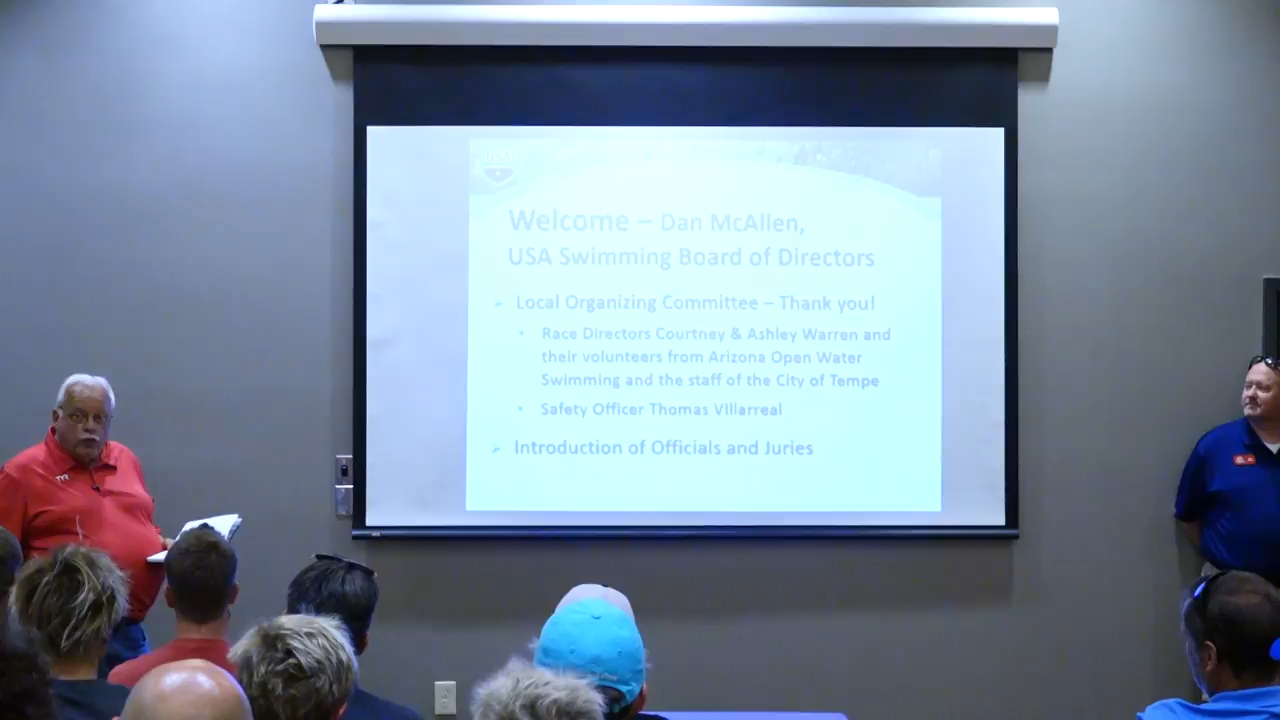 USA
Welcome – Dan McAllen,
USA Swimming Board of Directors
Local Organizing Committee – Thank you!
Race Directors Courtney & Ashley Warren and
their volunteers from Arizona Open Water
Swimming and the staff of the City of Tempe
Safety Officer Thomas Villarreal
Introduction of Officials and Juries
TYR